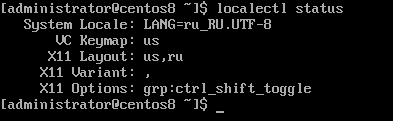 [administrator@centos8 ~]$ localectl status
   System Locale: LANG=ru_RU.UTF-8
       VC Keymap: us
      X11 Layout: us,ru
     X11 Variant: ,
     X11 Options: grp:ctrl_shift_toggle
[administrator@centos8 ~]$ _